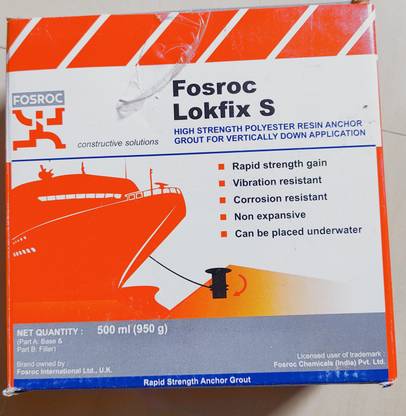 FOSROC
constructive solutions
Fosroc
Lokfix S
HIGH STRENGTH POLYESTER RESIN ANCHOR
GROUT FOR VERTICALLY DOWN APPLICATION
Rapid strength gain
Vibration resistant
Corrosion resistant
Non expansive
Can be placed underwater
NET QUANTITY : 500 ml (950 g)
(Part A: Base &
Part B: Filler)
Brand owned by :
Fosroc International Ltd., U.K.
Licensed user of trademark
Fosroc Chemicals (India) Pvt. Ltd.
Rapid Strength Anchor Grout